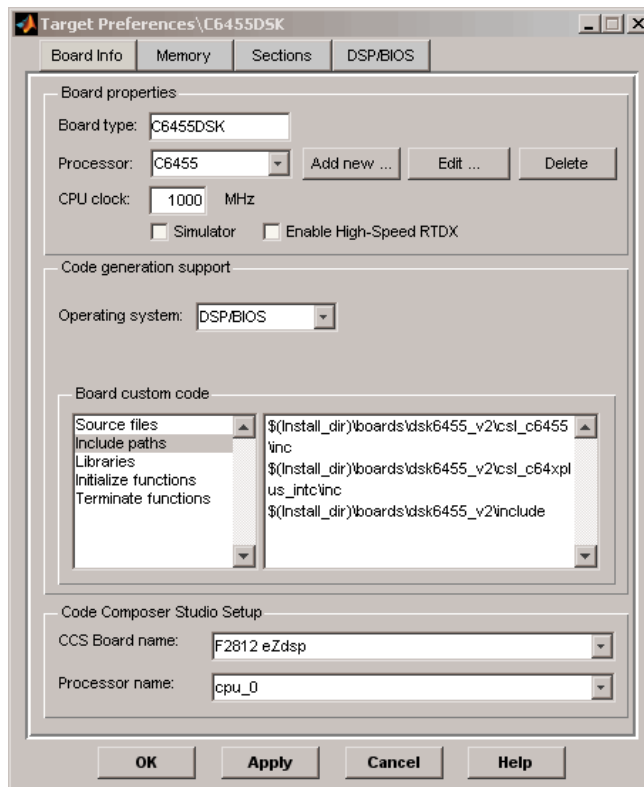 Target Preferences\C6455DSK
Board Info Memory Sections DSP/BIOS
Board properties
Board type: C6455DSK
Processor: C6455 Add new ... Edit ... Delete
CPU clock: 1000 MHz
Simulator Enable High-Speed RTDX
Code generation support
Operating system: DSP/BIOS
Board custom code
Source files
Include paths
Libraries
Initialize functions
Terminate functions
$(Install_dir)\boards\dsk6455_v2\csl_c6455
\inc
$(Install_dir)\boards\dsk6455_v2\csl_c64xpl
us_intc\inc
$(Install_dir)\boards\dsk6455_v2\include
Code Composer Studio Setup
CCS Board name: F2812 eZdsp
Processor name: cpu_0
OK Apply Cancel Help